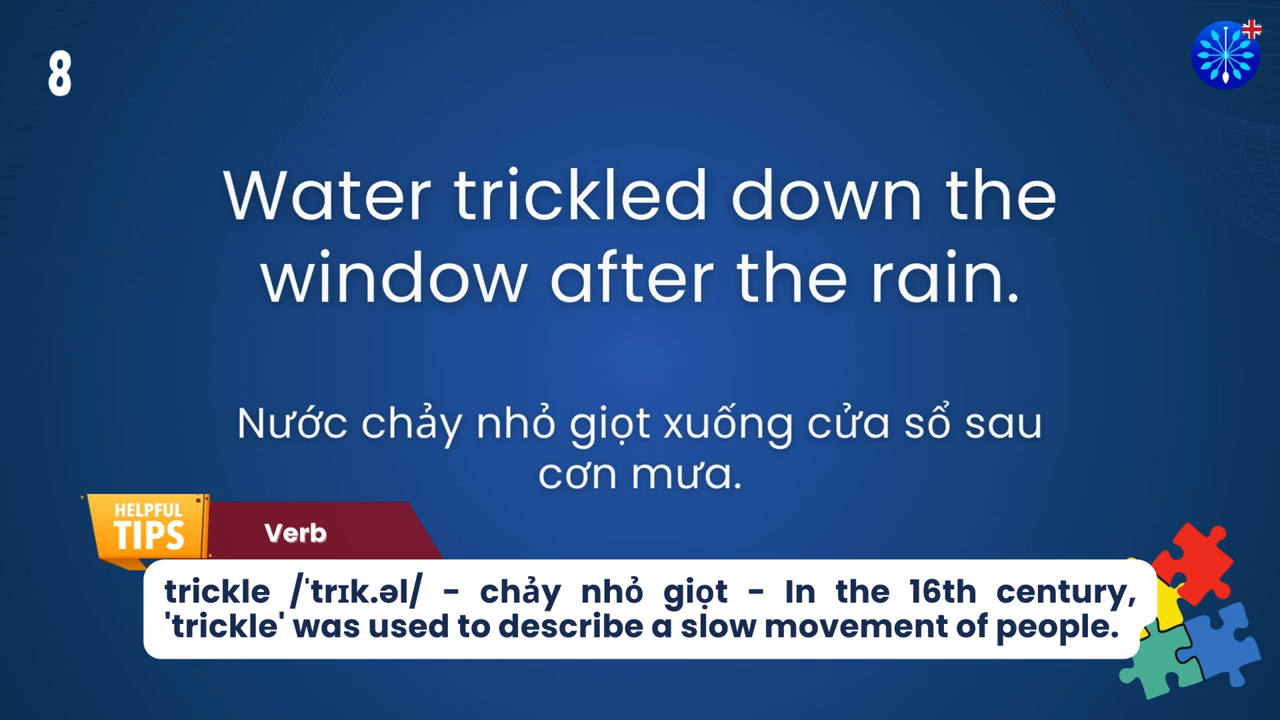 8
Water trickled down the
window after the rain.
Nước chảy nhỏ giọt xuống cửa sổ sau
cơn mưa.
HELPFUL
TIPS
Verb
trickle /ˈtrɪk.əl/ - chảy nhỏ giọt - In the 16th century,
'trickle' was used to describe a slow movement of people.